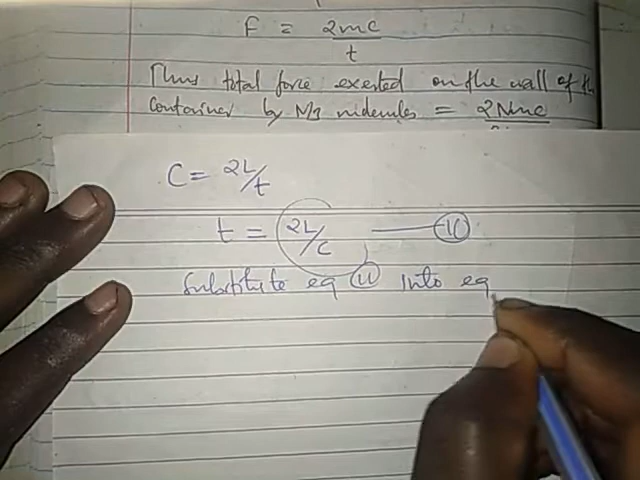 F = 2mc/t
Thus total force exerted on the wall of the
Container by molecules = 2Nmc
C = 2L/t
t = 2L/C — (ii)
Substitute eq (ii) into eq